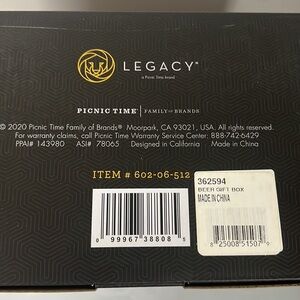 LEGACY®
a Picnic Time brand
PICNIC TIME® | FAMILY OF BRANDS
© 2020 Picnic Time Family of Brands® Moorpark, CA 93021, USA. All rights reserved.
For warranty claims, call Picnic Time Warranty Service Center: 888-742-6429
PPAI# 143980 ASI# 78065 Designed in California Made in China
ITEM # 602-06-512
362594
BEER GIFT BOX
MADE IN CHINA
0 99967 38808 5
8 25008 51507 9